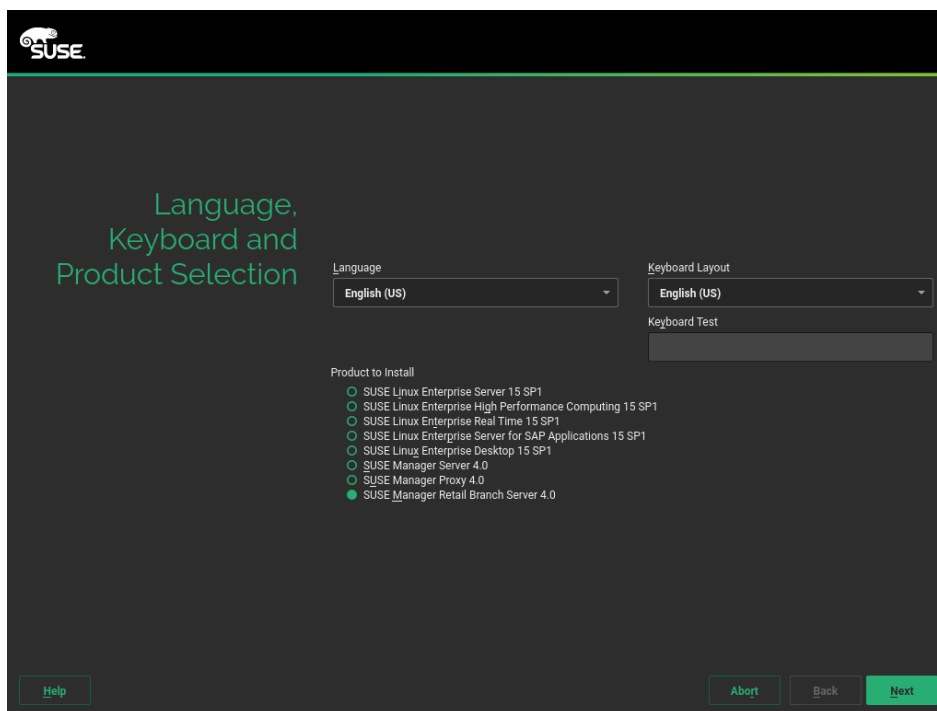 SUSE.
Language,
Keyboard and
Product Selection
Language
Keyboard Layout
English (US)
English (US)
Keyboard Test
Product to Install
SUSE Linux Enterprise Server 15 SP1
SUSE Linux Enterprise High Performance Computing 15 SP1
SUSE Linux Enterprise Real Time 15 SP1
SUSE Linux Enterprise Server for SAP Applications 15 SP1
SUSE Linux Enterprise Desktop 15 SP1
SUSE Manager Server 4.0
SUSE Manager Proxy 4.0
SUSE Manager Retail Branch Server 4.0
Help
Abort
Back
Next